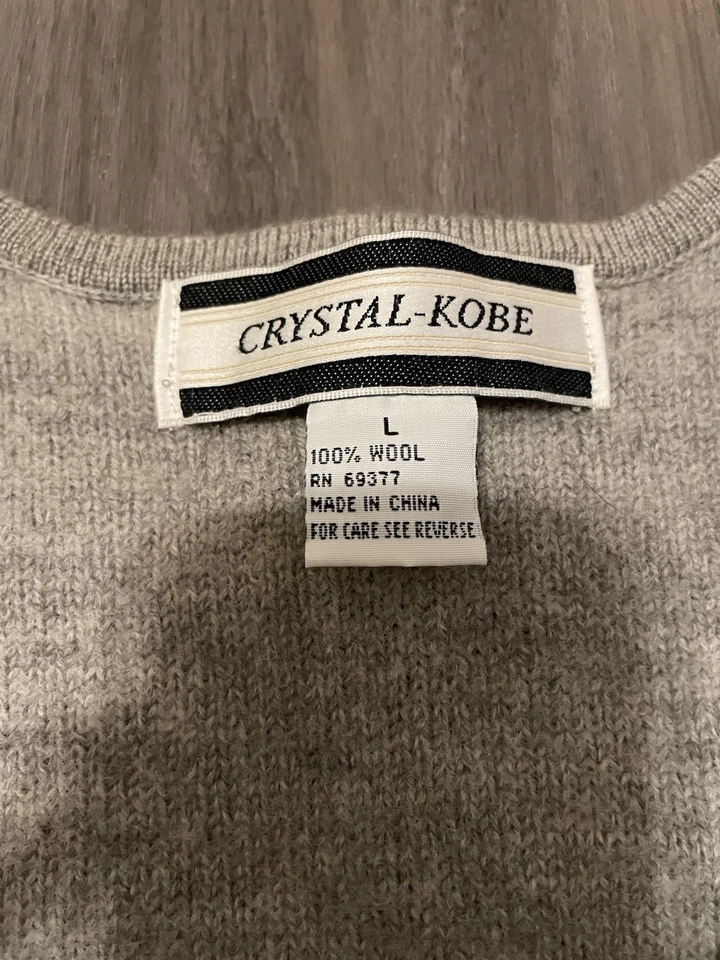 CRYSTAL-KOBE
L
100% WOOL
RN 69377
MADE IN CHINA
FOR CARE SEE REVERSE